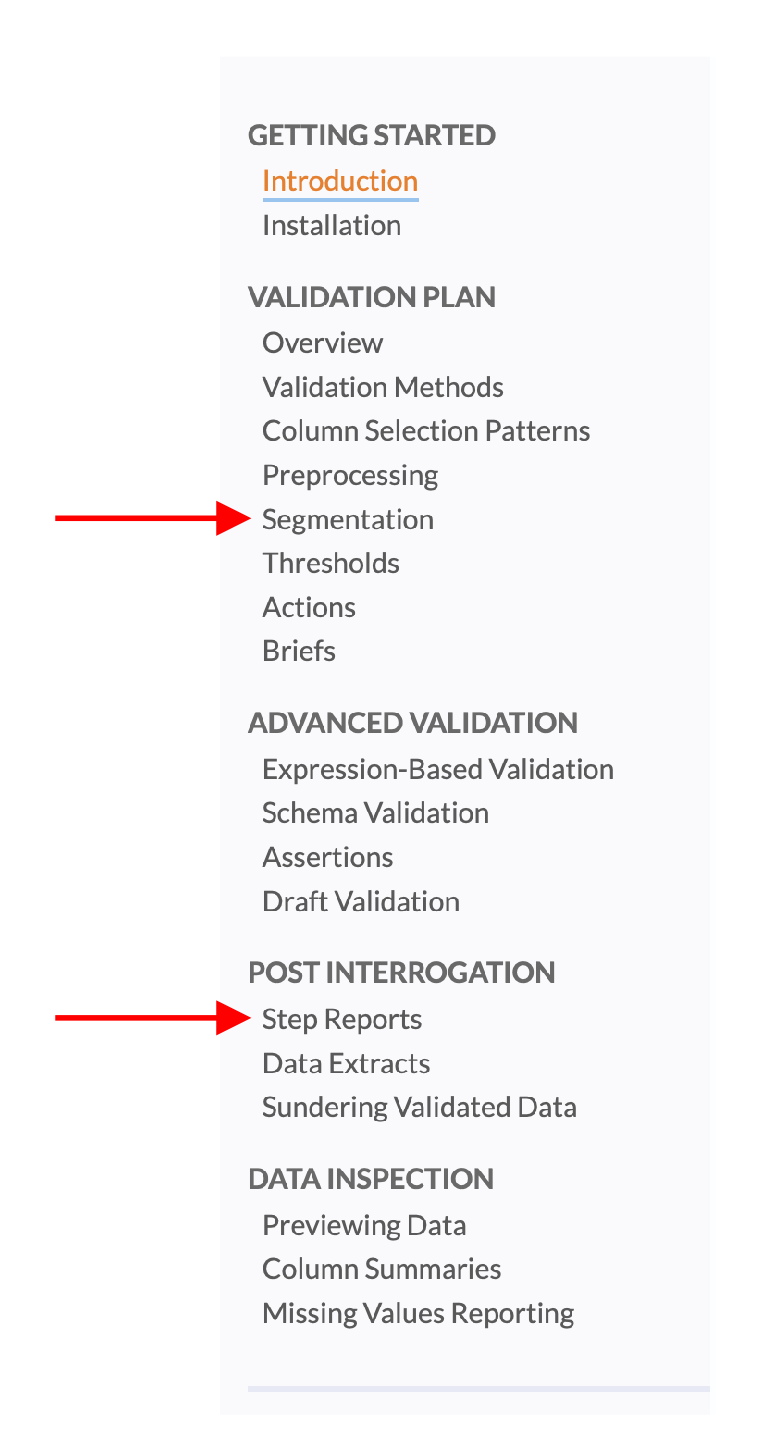 GETTING STARTED
Introduction
Installation
VALIDATION PLAN
Overview
Validation Methods
Column Selection Patterns
Preprocessing
Segmentation
Thresholds
Actions
Briefs
ADVANCED VALIDATION
Expression-Based Validation
Schema Validation
Assertions
Draft Validation
POST INTERROGATION
Step Reports
Data Extracts
Sundering Validated Data
DATA INSPECTION
Previewing Data
Column Summaries
Missing Values Reporting